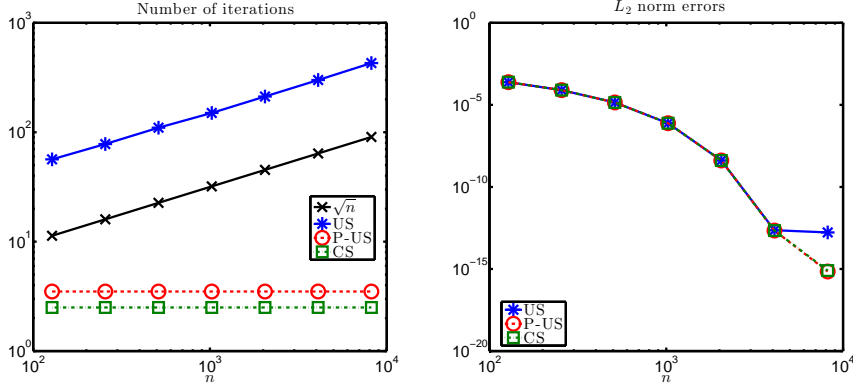 Number of iterations
10^3
10^2
10^1
10^0
10^2
10^3
10^4
n
√n
US
P-US
CS
L_2 norm errors
10^0
10^-5
10^-10
10^-15
10^-20
10^2
10^3
10^4
n
US
P-US
CS